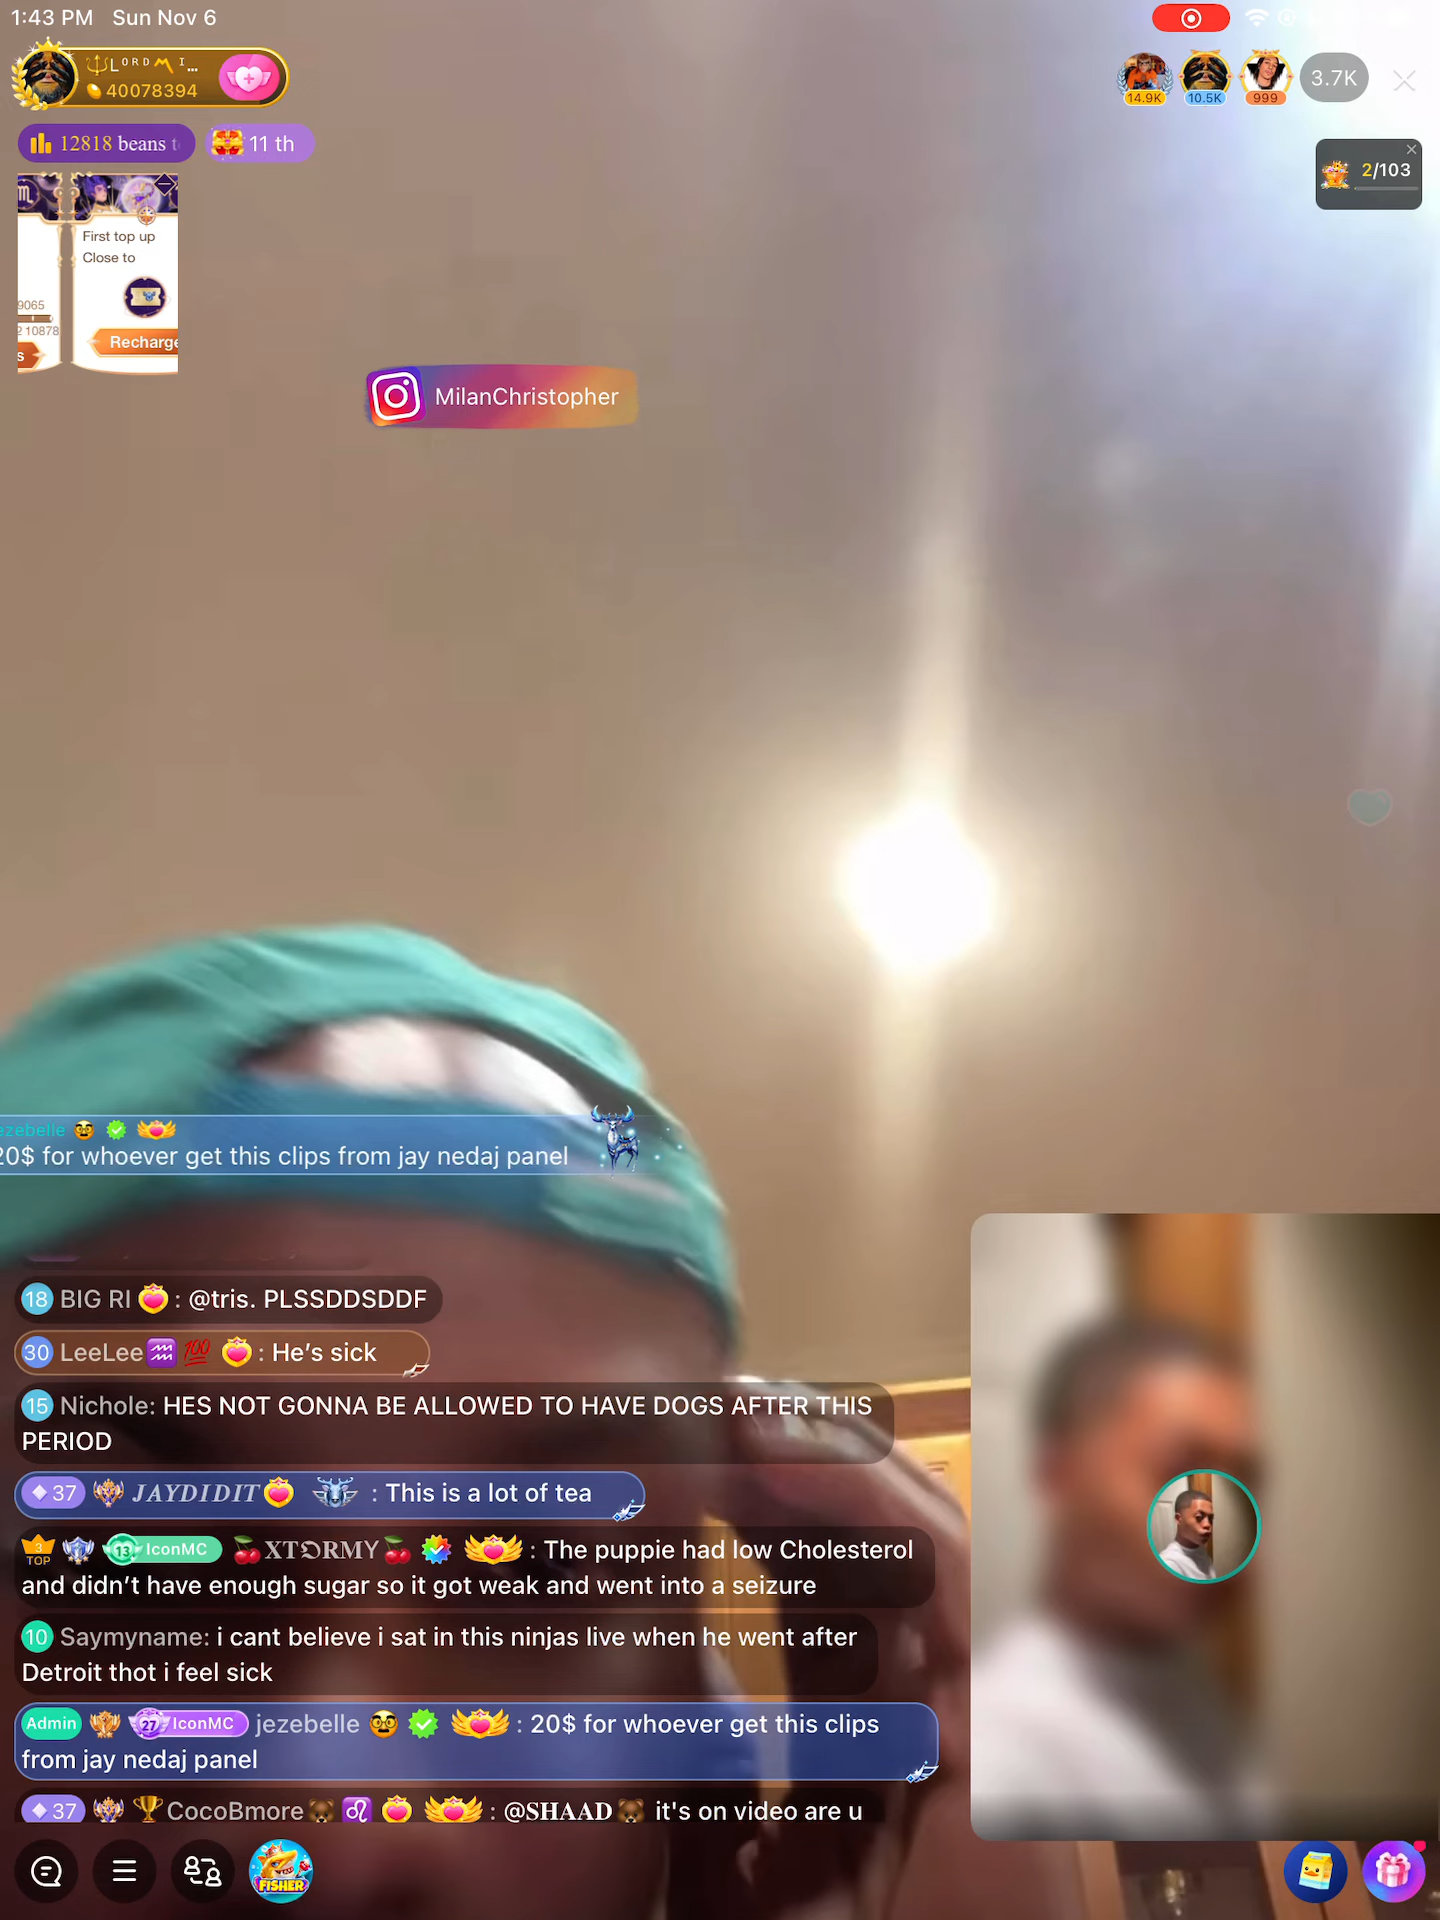 1:43 PM Sun Nov 6
🔱Lᴼᴿᴰ〽️ ᴵ...
40078394
14.9K
10.5K
999
3.7K
12818 beans t
11 th
2/103
First top up
Close to
9065
2 10878
s
Recharge
MilanChristopher
ezebelle
20$ for whoever get this clips from jay nedaj panel
18 BIG RI : @tris. PLSSDDSDDF
30 LeeLee♒💯 : He's sick
15 Nichole: HES NOT GONNA BE ALLOWED TO HAVE DOGS AFTER THIS
PERIOD
37 JAYDIDIT : This is a lot of tea
3 TOP 13 IconMC 🍒XTᘐRMY🍒 : The puppie had low Cholesterol
and didn't have enough sugar so it got weak and went into a seizure
10 Saymyname: i cant believe i sat in this ninjas live when he went after
Detroit thot i feel sick
Admin 27 IconMC jezebelle 🥸 : 20$ for whoever get this clips
from jay nedaj panel
37 🏆CocoBmore🐻♌ : @𝐒𝐇𝐀𝐀𝐃🐻 it's on video are u
FISHER